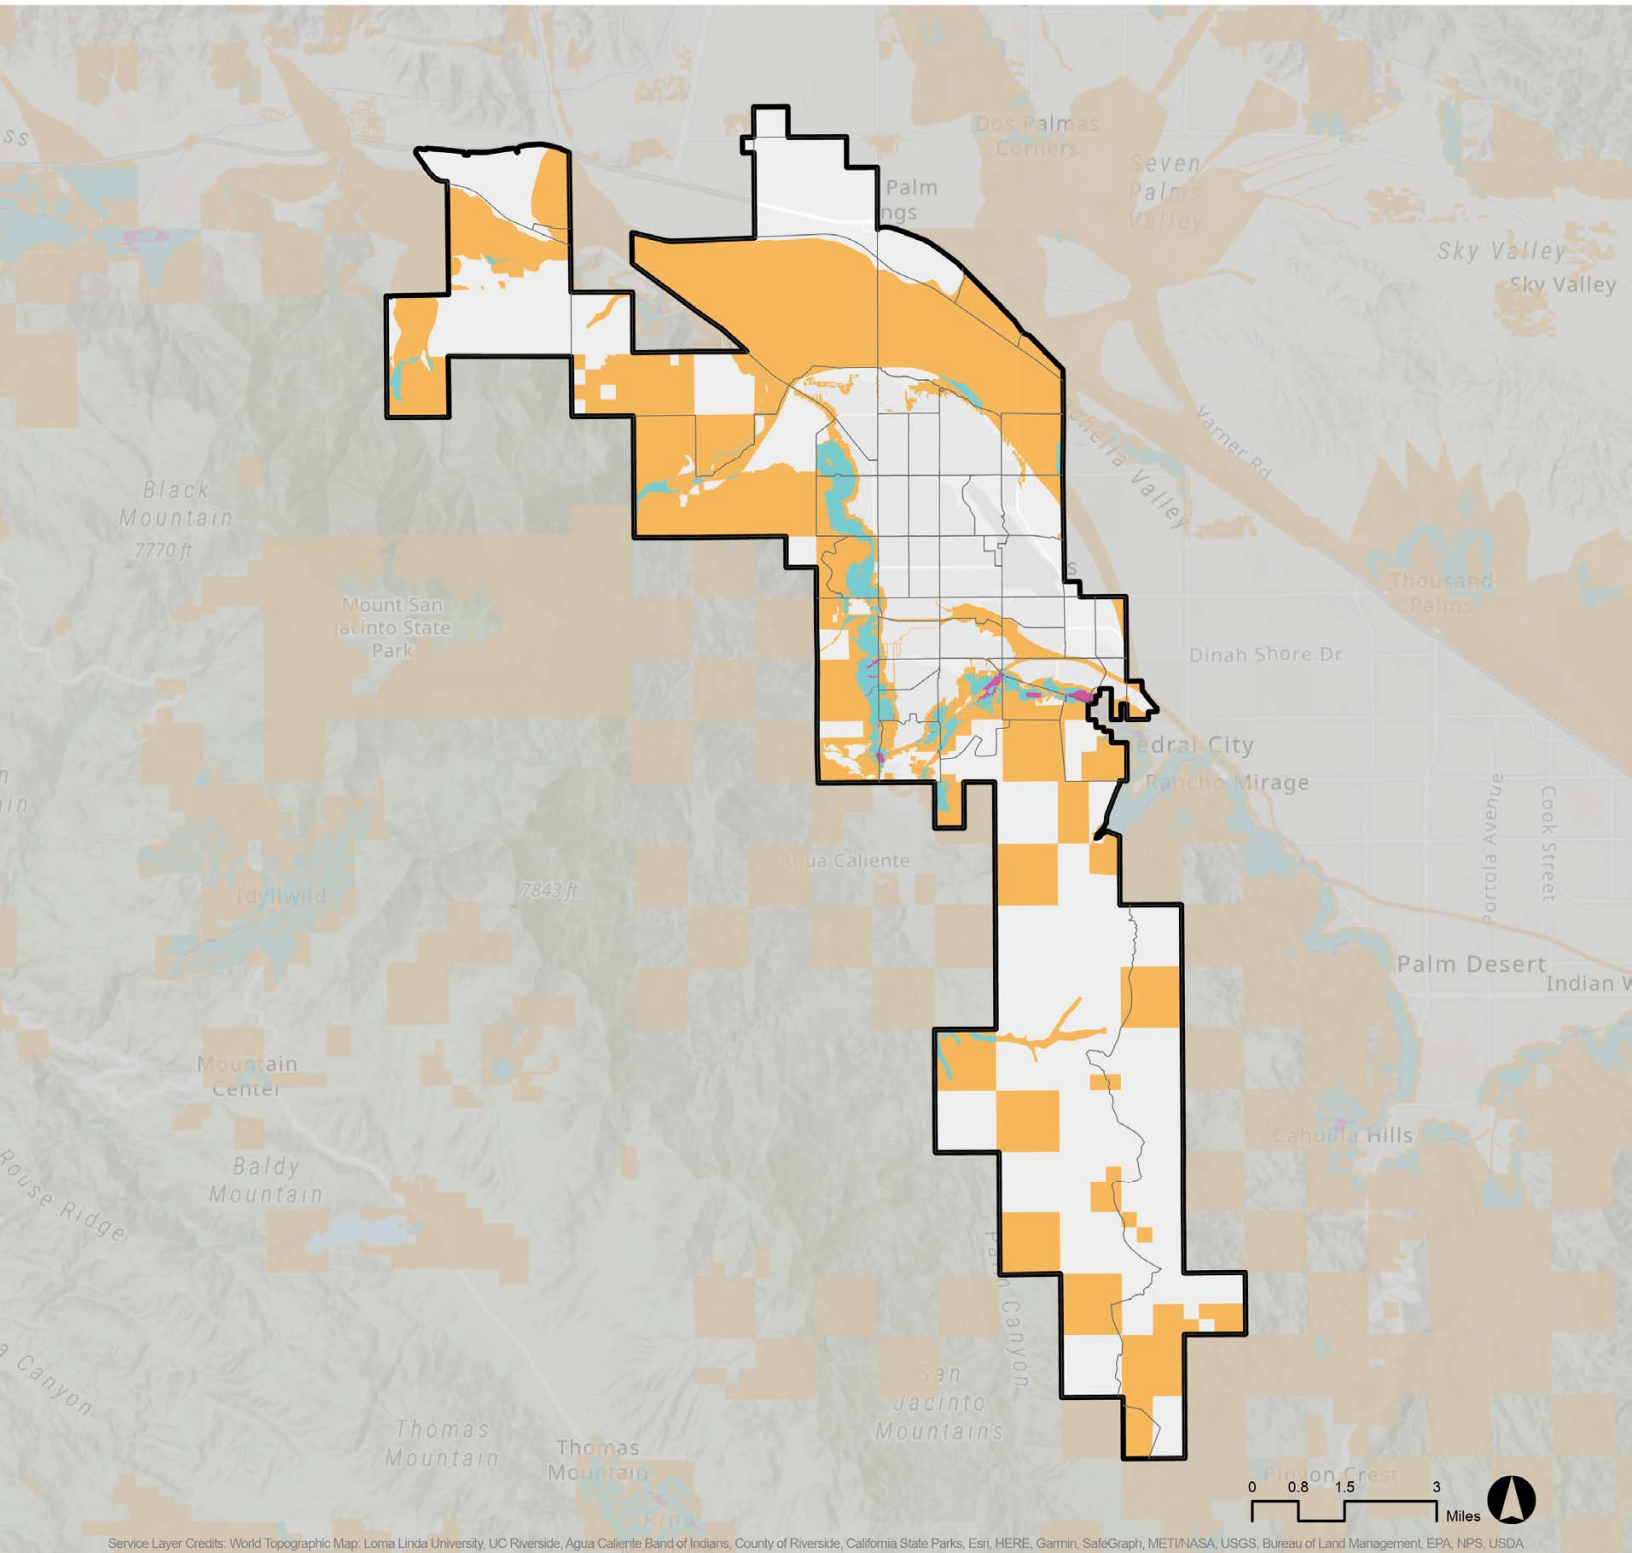 ss
Dos Palmas
Corners
Seven
Palms
Valley
Palm
ngs
Sky Valley
Sky Valley
Varner Rd
Valley
Black
Mountain
7770 ft
s
Thousand
Palms
Mount San
Jacinto State
Park
Dinah Shore Dr
edral City
Rancho Mirage
n
in
Portola Avenue
Cook Street
ua Caliente
7843 ft
Idyllwild
Palm Desert
Indian W
Mountain
Center
Cahuilla Hills
Baldy
Mountain
Rouse Ridge
Canyon
a Canyon
San
Jacinto
Mountains
Thomas
Mountain
Thomas
Mountain
Pinyon Crest
Pine
0 0.8 1.5 3
Miles
Service Layer Credits: World Topographic Map: Loma Linda University, UC Riverside, Agua Caliente Band of Indians, County of Riverside, California State Parks, Esri, HERE, Garmin, SafeGraph, METI/NASA, USGS, Bureau of Land Management, EPA, NPS, USDA